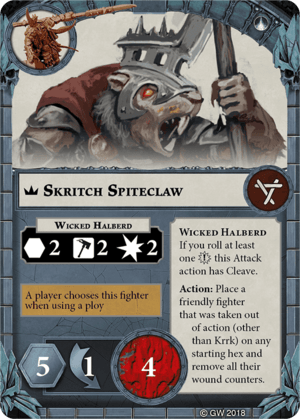 Skritch Spiteclaw
Wicked Halberd
2 2 2
Wicked Halberd
If you roll at least
one this Attack
action has Cleave.
Action: Place a
friendly fighter
that was taken out
of action (other
than Krrk) on any
starting hex and
remove all their
wound counters.
A player chooses this fighter
when using a ploy
5 1 4
© GW 2018